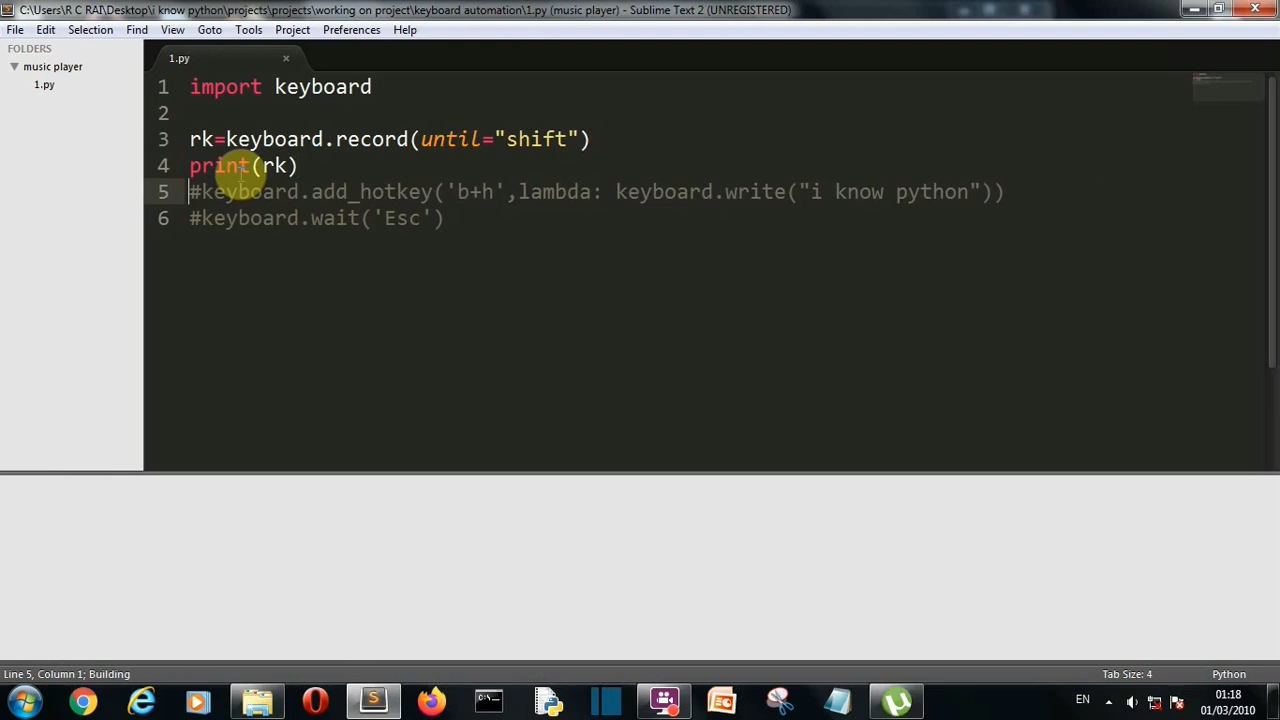 C:\Users\R C RAI\Desktop\i know python\projects\projects\working on project\keyboard automation\1.py (music player) - Sublime Text 2 (UNREGISTERED)
File Edit Selection Find View Goto Tools Project Preferences Help
FOLDERS
music player
1.py
1.py
1 import keyboard
2
3 rk=keyboard.record(until="shift")
4 print(rk)
5 #keyboard.add_hotkey('b+h',lambda: keyboard.write("i know python"))
6 #keyboard.wait('Esc')
Line 5, Column 1; Building Tab Size: 4 Python
EN 01:18
01/03/2010